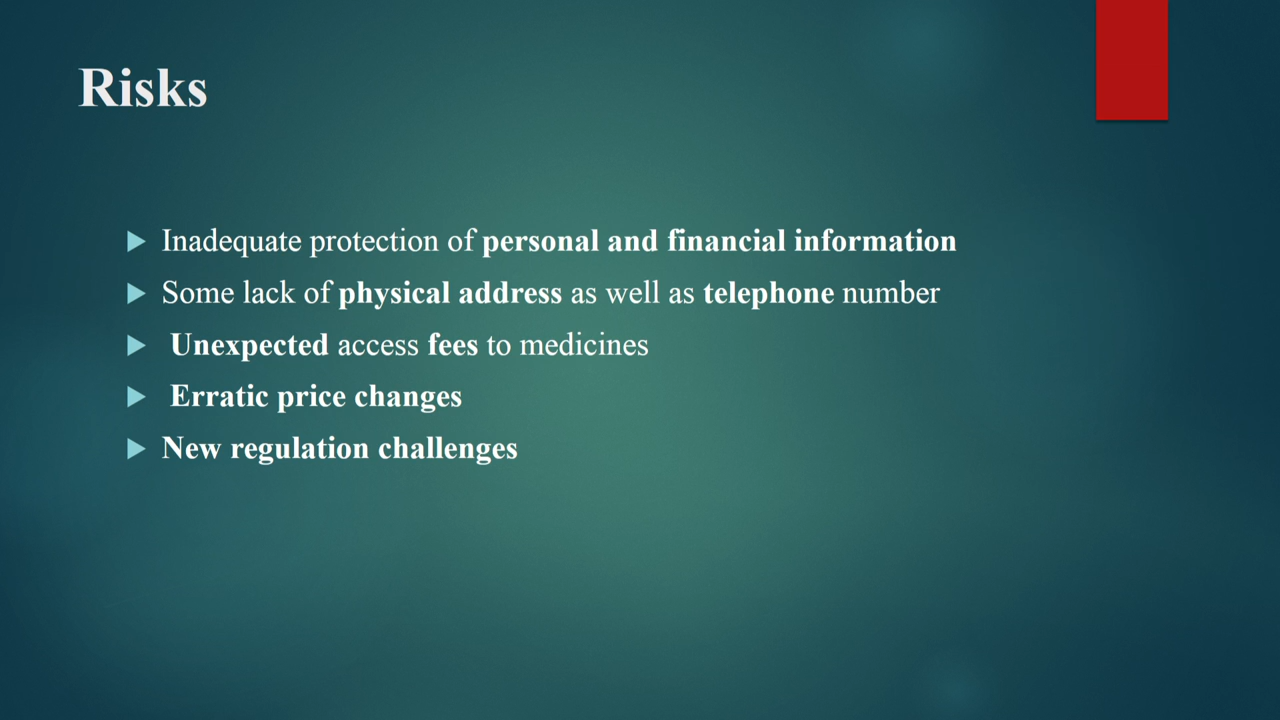 Risks
Inadequate protection of personal and financial information
Some lack of physical address as well as telephone number
Unexpected access fees to medicines
Erratic price changes
New regulation challenges